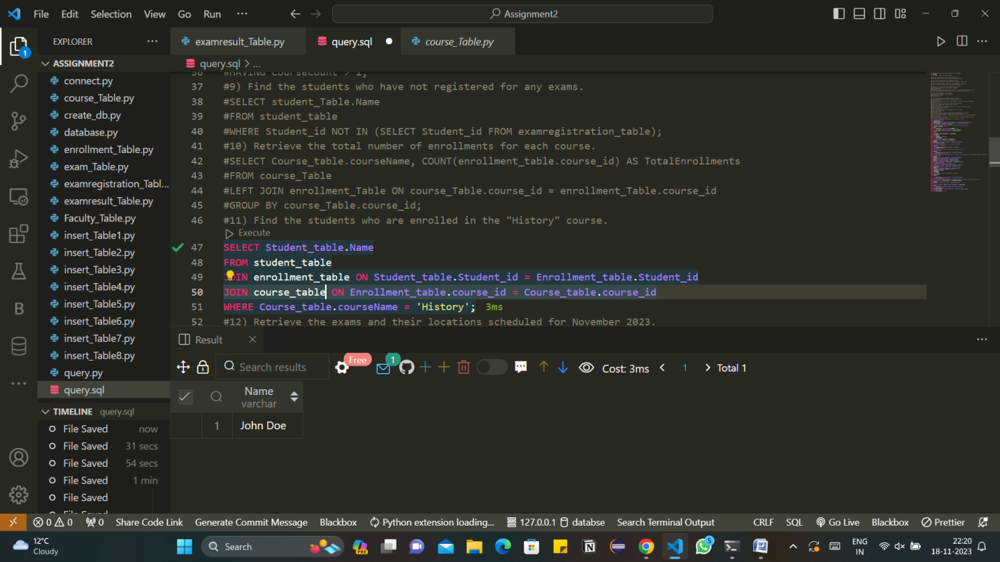 File Edit Selection View Go Run ··· Assignment2
EXPLORER ···
examresult_Table.py query.sql course_Table.py
ASSIGNMENT2
query.sql > ...
connect.py
course_Table.py
create_db.py
database.py
enrollment_Table.py
exam_Table.py
examregistration_Tabl...
examresult_Table.py
Faculty_Table.py
insert_Table1.py
insert_Table2.py
insert_Table3.py
insert_Table4.py
insert_Table5.py
insert_Table6.py
insert_Table7.py
insert_Table8.py
query.py
query.sql
TIMELINE query.sql
File Saved now
File Saved 31 secs
File Saved 54 secs
File Saved 1 min
File Saved
File Saved
36 #HAVING CourseCount > 1;
37 #9) Find the students who have not registered for any exams.
38 #SELECT student_Table.Name
39 #FROM student_table
40 #WHERE Student_id NOT IN (SELECT Student_id FROM examregistration_table);
41 #10) Retrieve the total number of enrollments for each course.
42 #SELECT Course_table.courseName, COUNT(enrollment_table.course_id) AS TotalEnrollments
43 #FROM course_Table
44 #LEFT JOIN enrollment_Table ON course_Table.course_id = enrollment_Table.course_id
45 #GROUP BY course_Table.course_id;
46 #11) Find the students who are enrolled in the "History" course.
Execute
47 SELECT Student_table.Name
48 FROM student_table
49 JOIN enrollment_table ON Student_table.Student_id = Enrollment_table.Student_id
50 JOIN course_table ON Enrollment_table.course_id = Course_table.course_id
51 WHERE Course_table.courseName = 'History'; 3ms
52 #12) Retrieve the exams and their locations scheduled for November 2023.
Result
Search results Free 1 Cost: 3ms < 1 > Total 1
Name
varchar
1 John Doe
0 0 0 Share Code Link Generate Commit Message Blackbox Python extension loading... 127.0.0.1 databse Search Terminal Output CRLF SQL Go Live Blackbox Prettier
12°C
Cloudy
Search
PRE
5
ENG
IN
22:20
18-11-2023